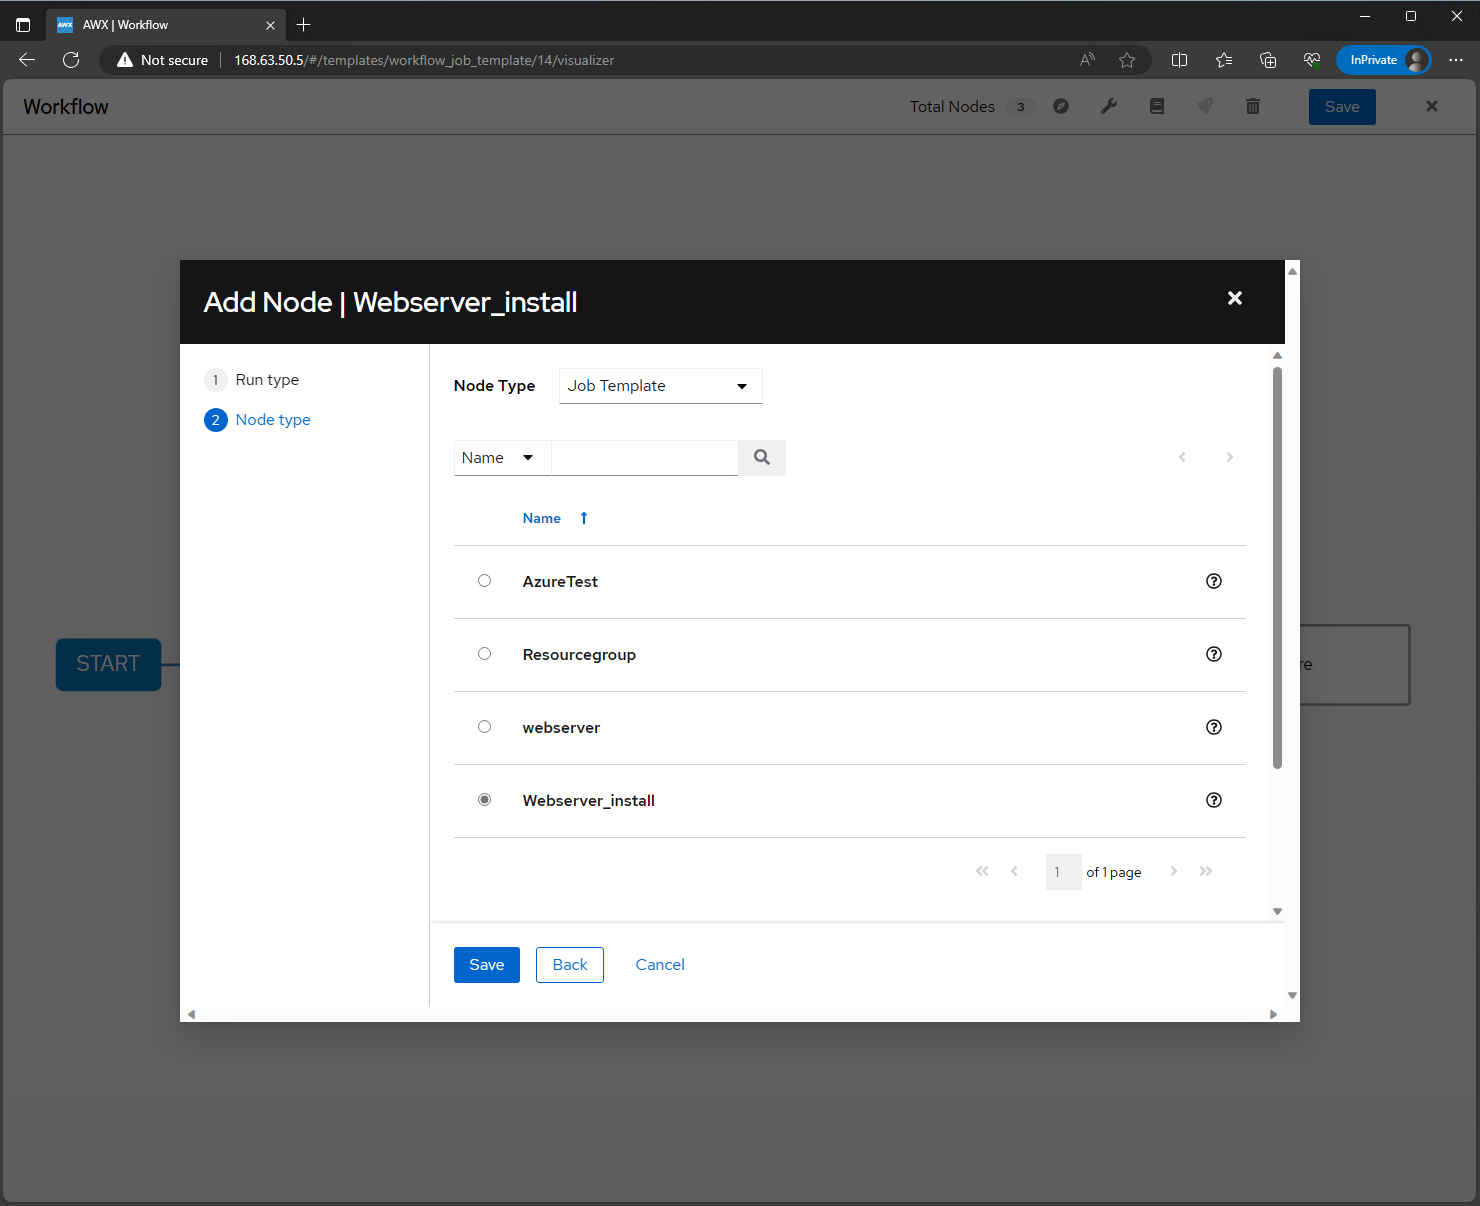 AWX | Workflow
Not secure
168.63.50.5/#/templates/workflow_job_template/14/visualizer
InPrivate
Workflow
Total Nodes 3
Save
Add Node | Webserver_install
1 Run type
2 Node type
Node Type Job Template
Name
Name
AzureTest
Resourcegroup
webserver
Webserver_install
1 of 1 page
Save Back Cancel
START
re